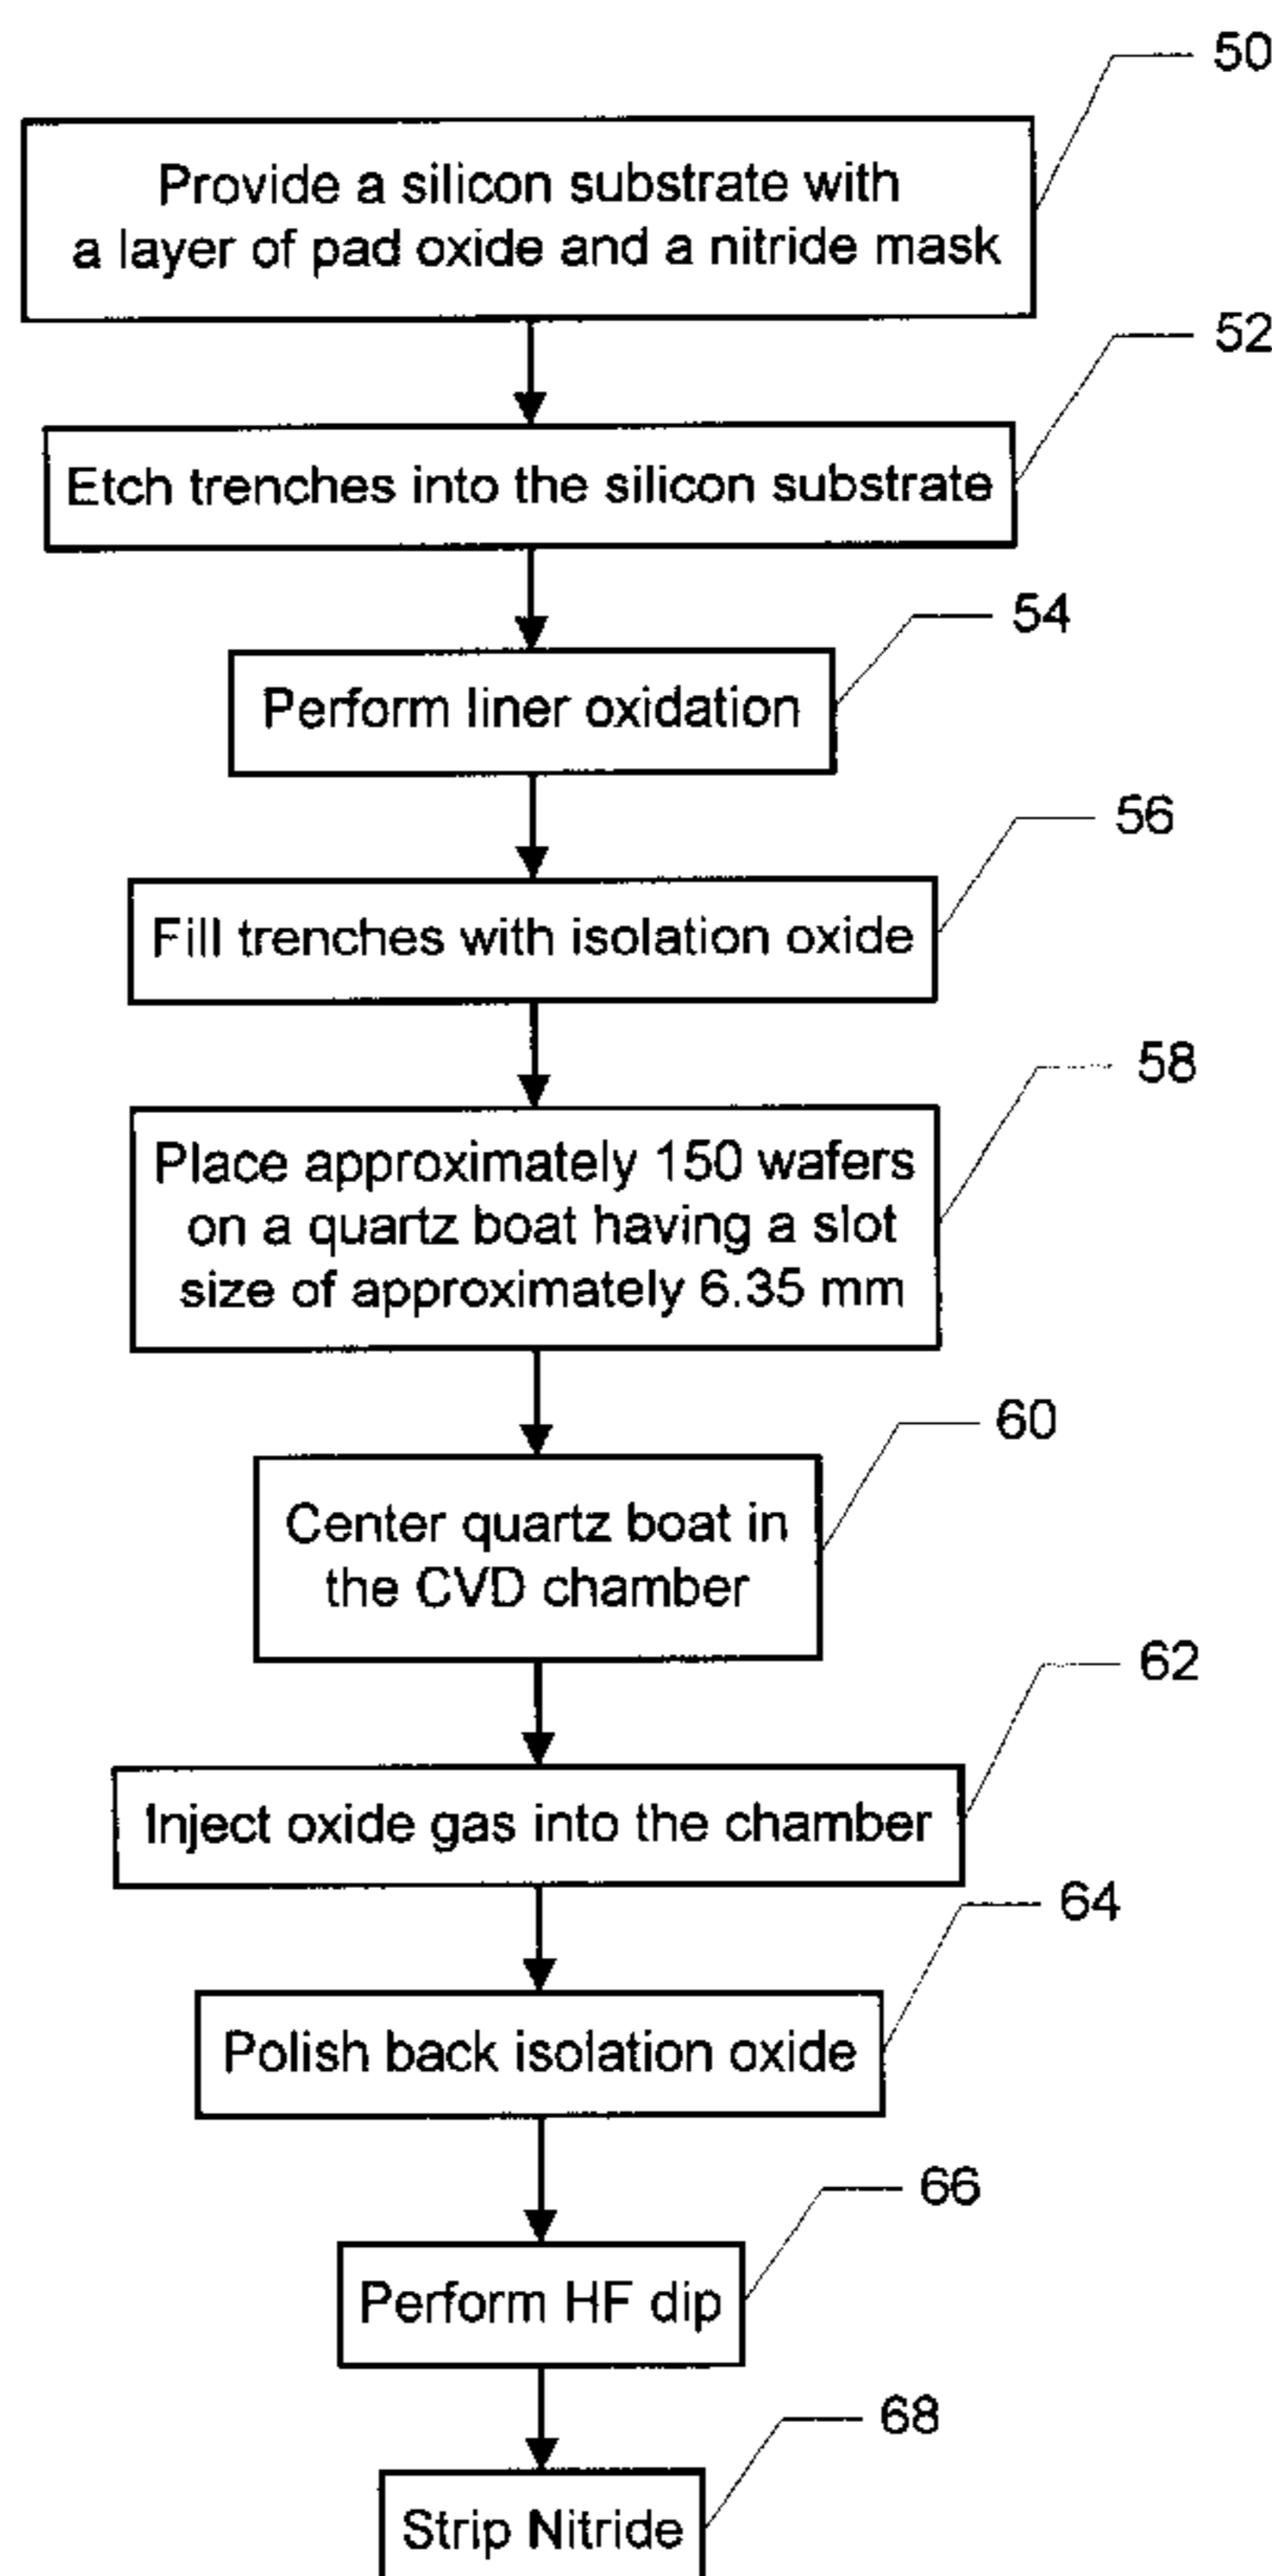 50
Provide a silicon substrate with
a layer of pad oxide and a nitride mask
52
Etch trenches into the silicon substrate
54
Perform liner oxidation
56
Fill trenches with isolation oxide
58
Place approximately 150 wafers
on a quartz boat having a slot
size of approximately 6.35 mm
60
Center quartz boat in
the CVD chamber
62
Inject oxide gas into the chamber
64
Polish back isolation oxide
66
Perform HF dip
68
Strip Nitride